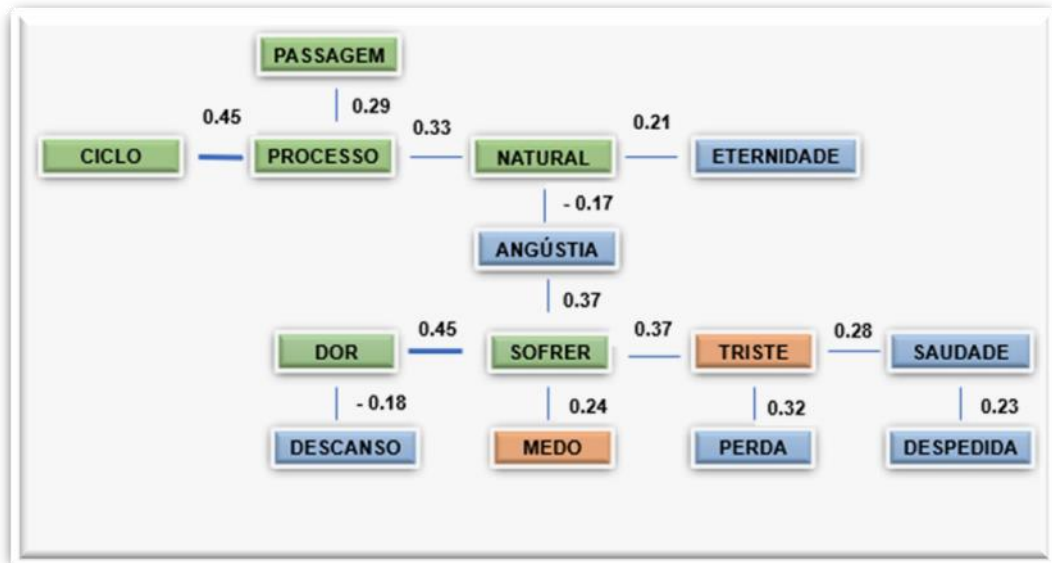 PASSAGEM
0.29
0.45
0.33
0.21
CICLO
PROCESSO
NATURAL
ETERNIDADE
- 0.17
ANGÚSTIA
0.37
0.45
0.37
0.28
DOR
SOFRER
TRISTE
SAUDADE
- 0.18
0.24
0.32
0.23
DESCANSO
MEDO
PERDA
DESPEDIDA